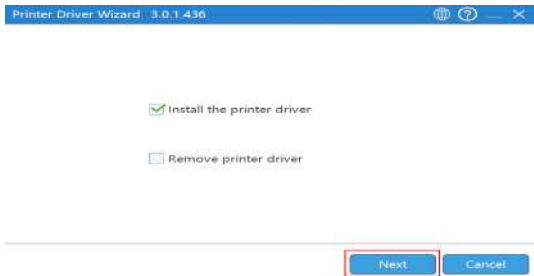 Printer Driver Wizard 3.0.1.436
Install the printer driver
Remove printer driver
Next Cancel